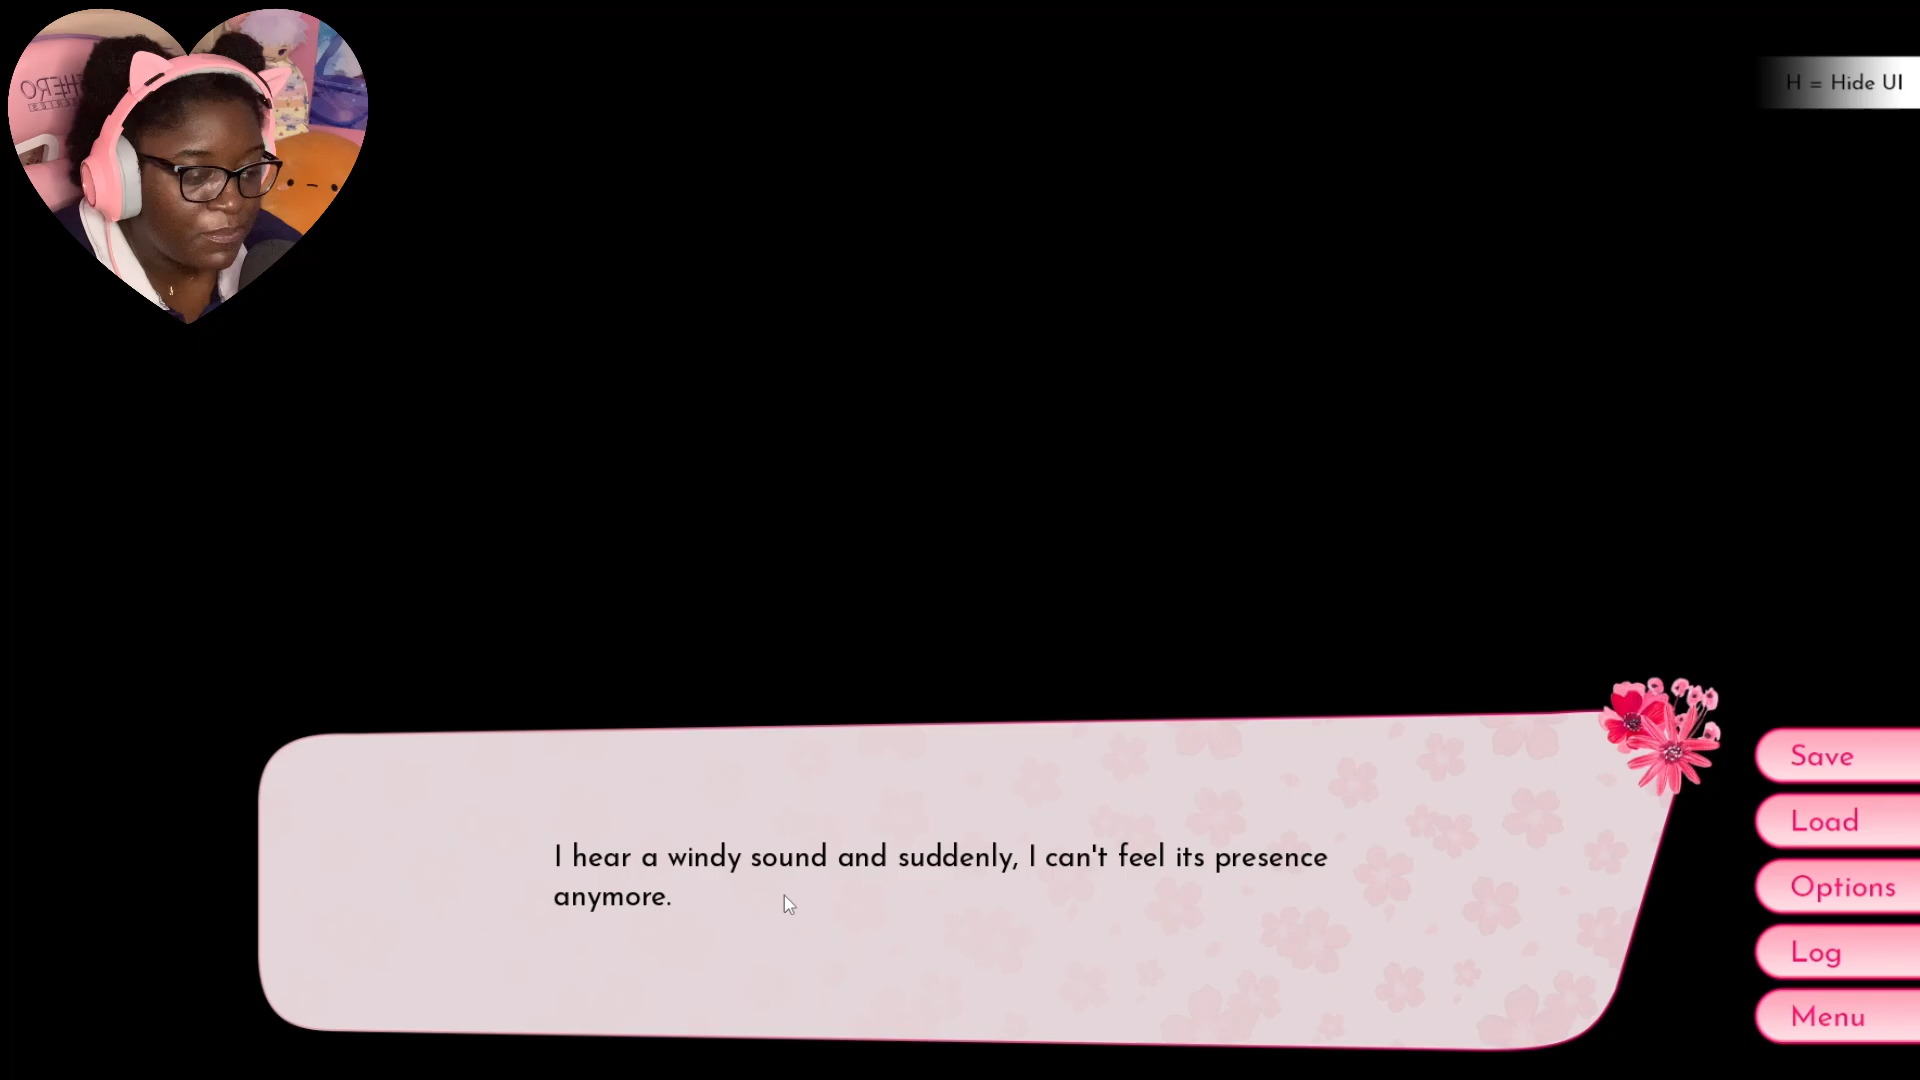 H = Hide UI
I hear a windy sound and suddenly, I can't feel its presence
anymore.
Save
Load
Options
Log
Menu